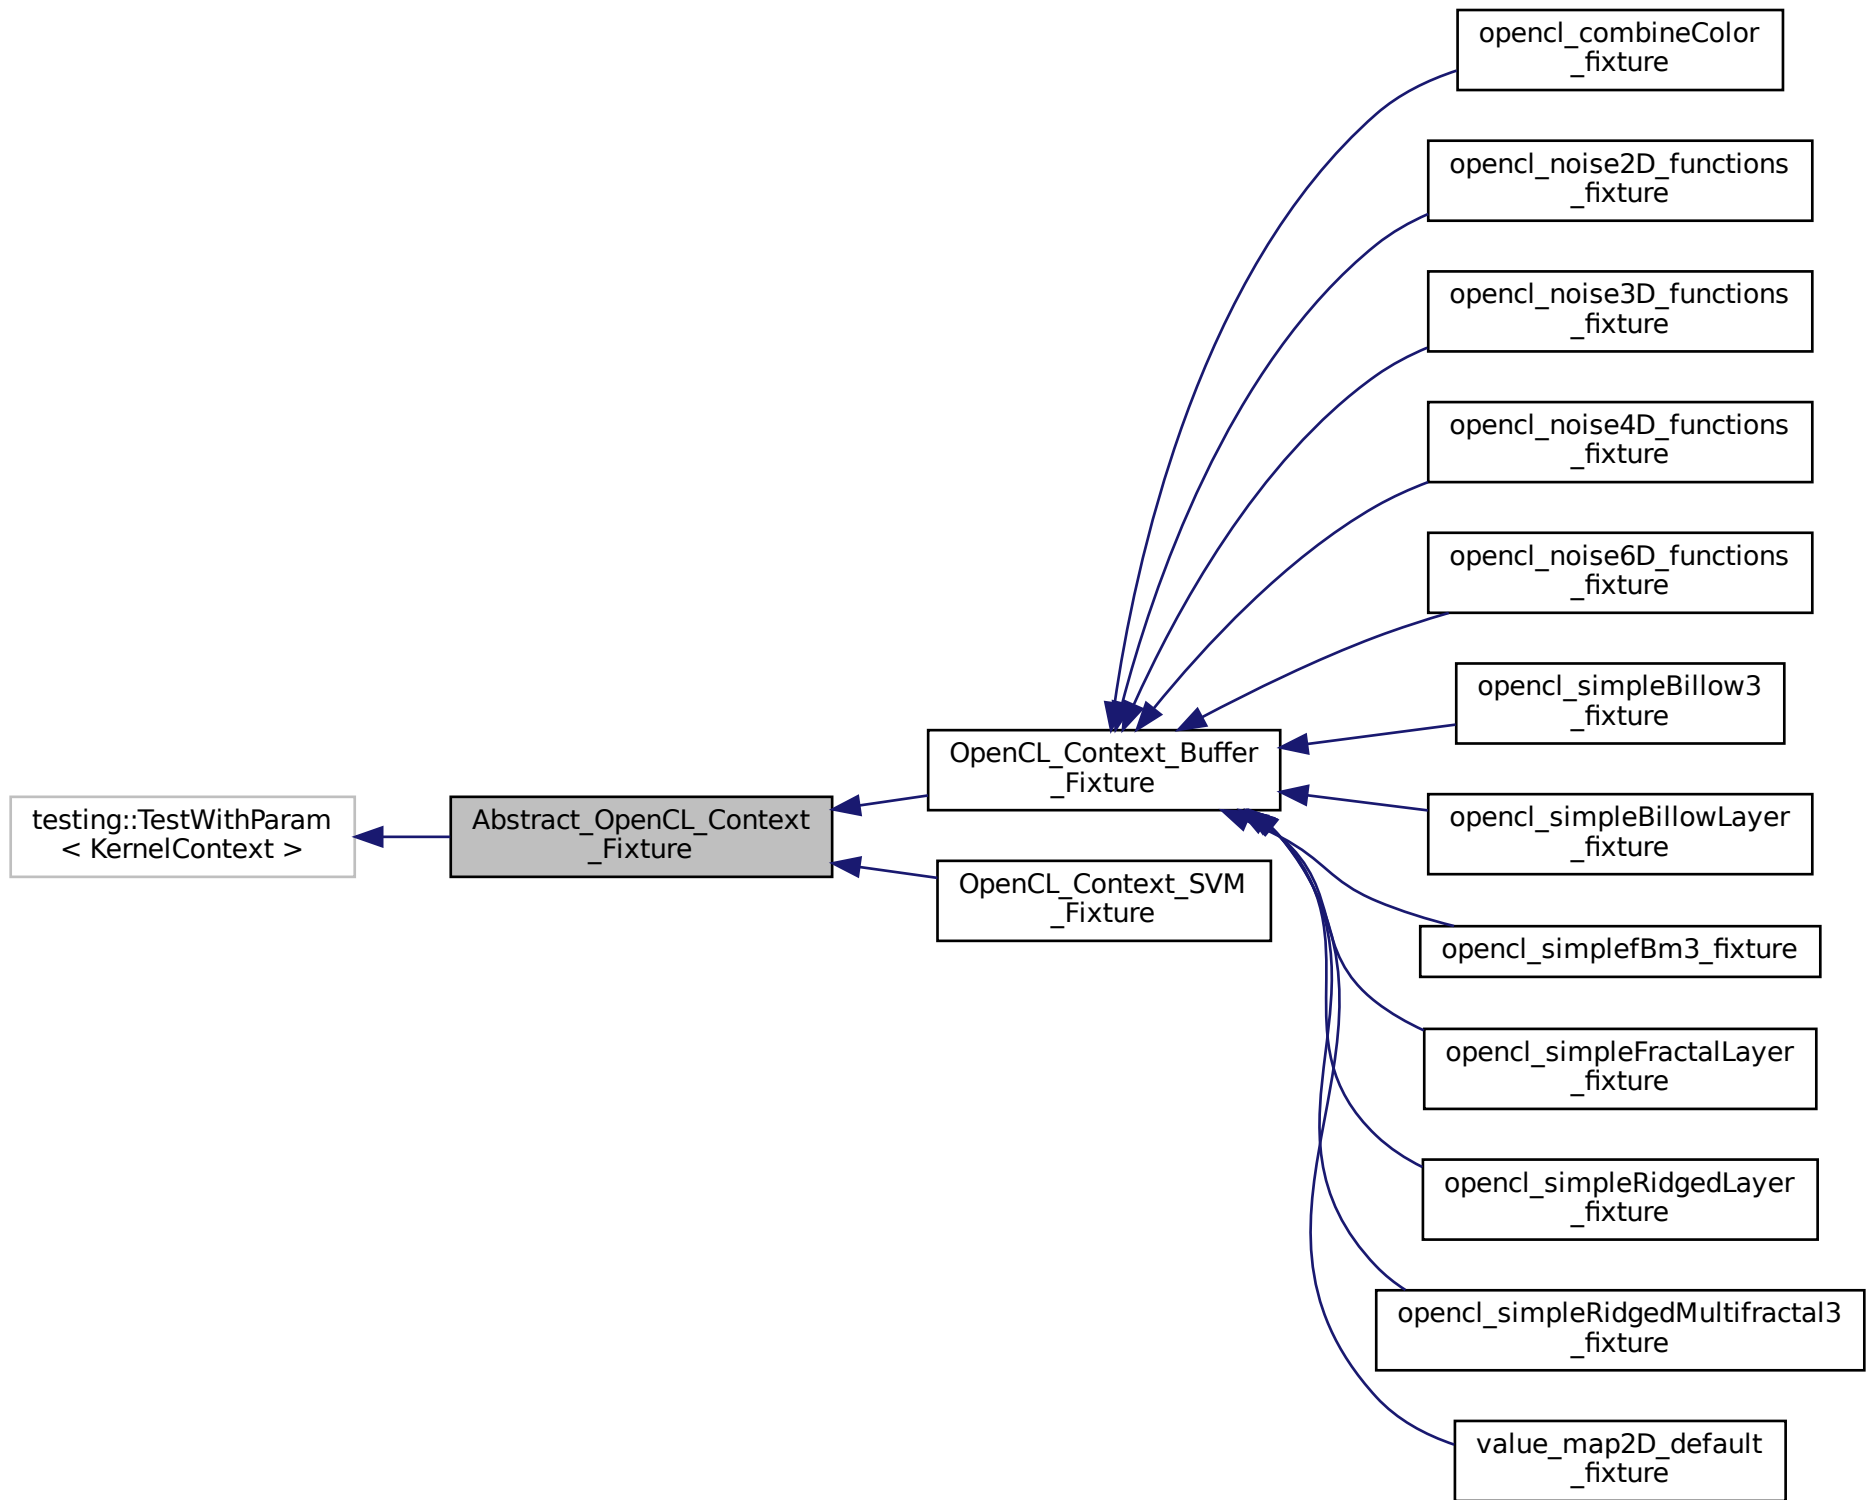 testing::TestWithParam
< KernelContext >
Abstract_OpenCL_Context
_Fixture
OpenCL_Context_Buffer
_Fixture
OpenCL_Context_SVM
_Fixture
opencl_combineColor
_fixture
opencl_noise2D_functions
_fixture
opencl_noise3D_functions
_fixture
opencl_noise4D_functions
_fixture
opencl_noise6D_functions
_fixture
opencl_simpleBillow3
_fixture
opencl_simpleBillowLayer
_fixture
opencl_simplefBm3_fixture
opencl_simpleFractalLayer
_fixture
opencl_simpleRidgedLayer
_fixture
opencl_simpleRidgedMultifractal3
_fixture
value_map2D_default
_fixture